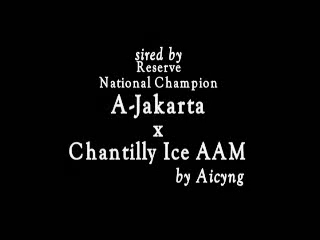 sired by
Reserve
National Champion
A-Jakarta
x
Chantilly Ice AAM
by Aicyng